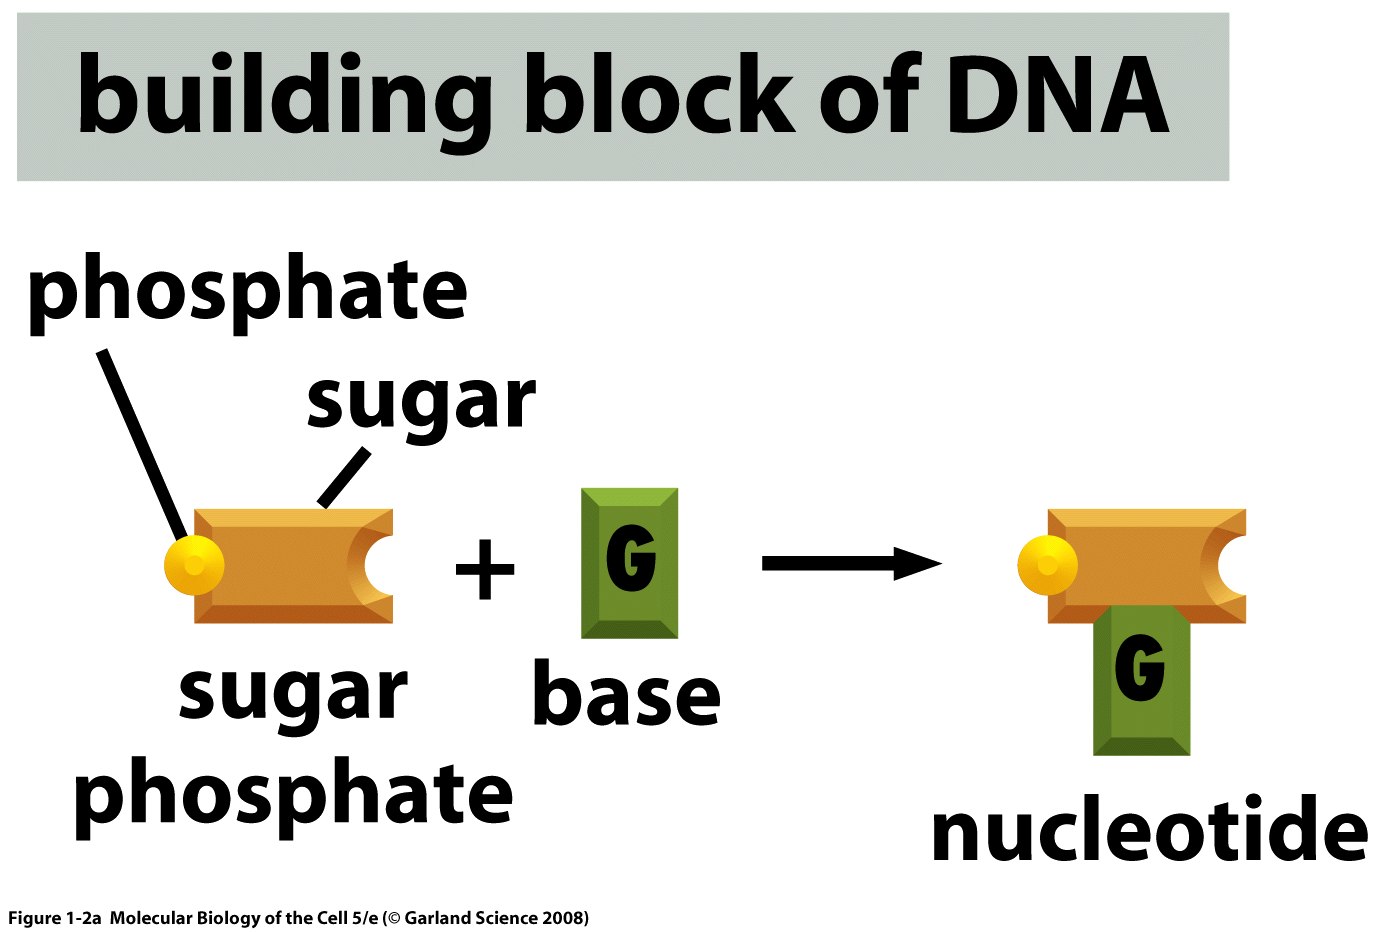 building block of DNA
phosphate
sugar
+
G
G
sugar
phosphate
base
nucleotide
Figure 1-2a Molecular Biology of the Cell 5/e (© Garland Science 2008)